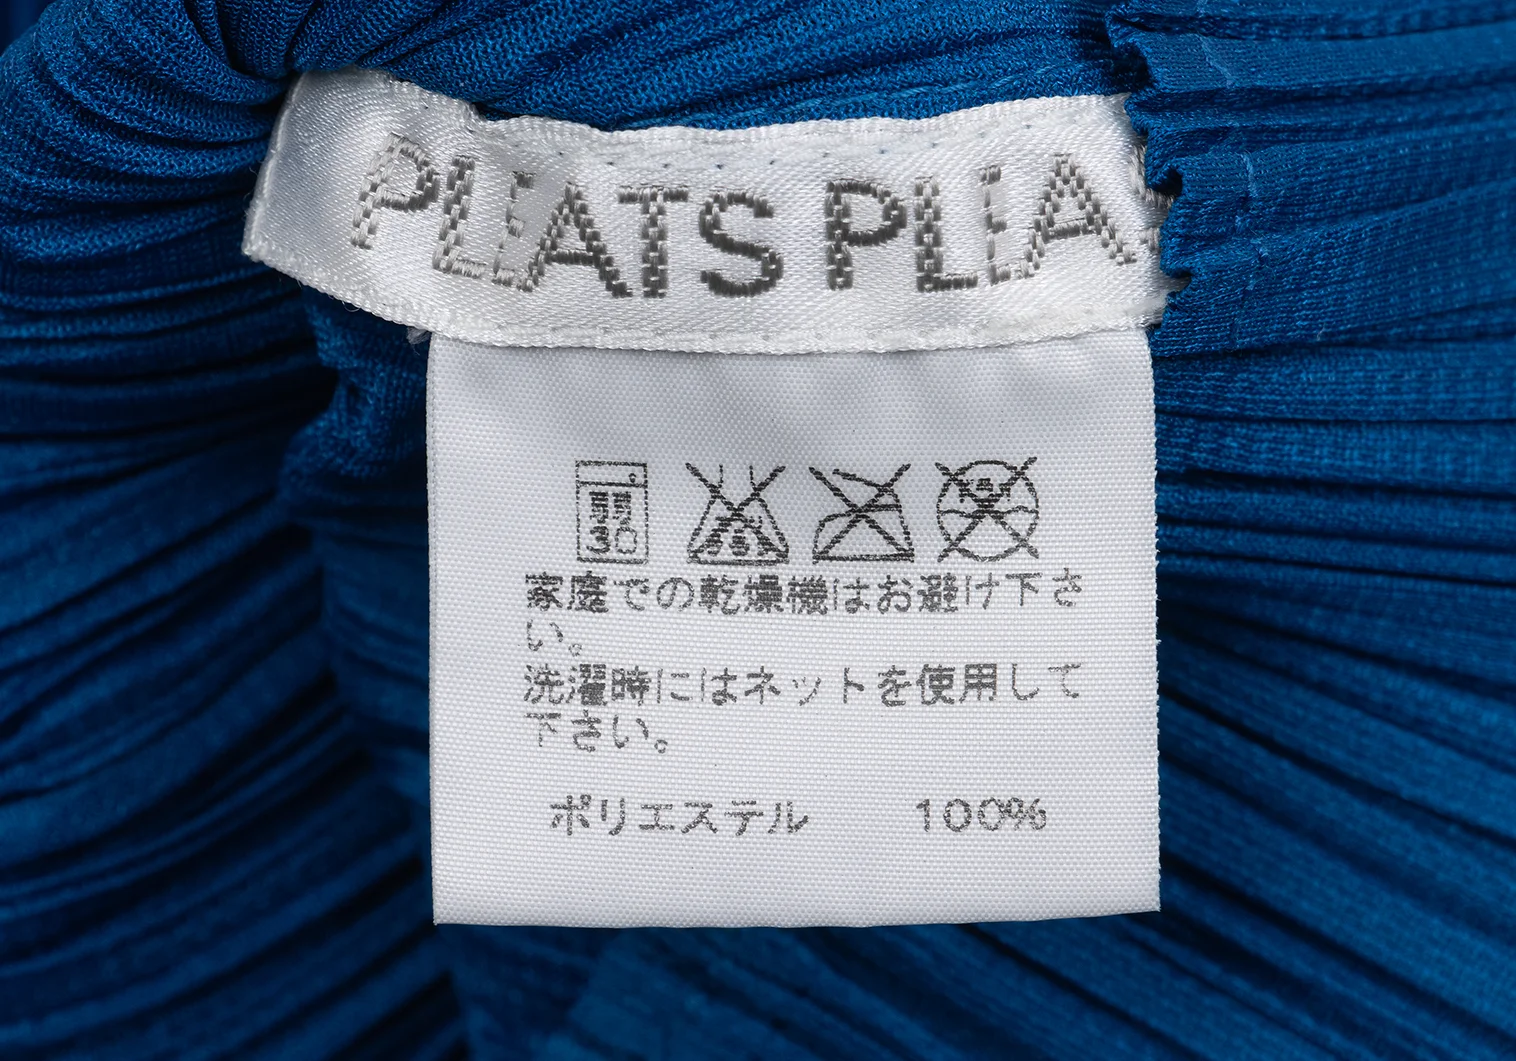 PLEATS PLEA
弱
30
家庭での乾燥機はお避け下さ
い。
洗濯時にはネットを使用して
下さい。
ポリエステル 100%